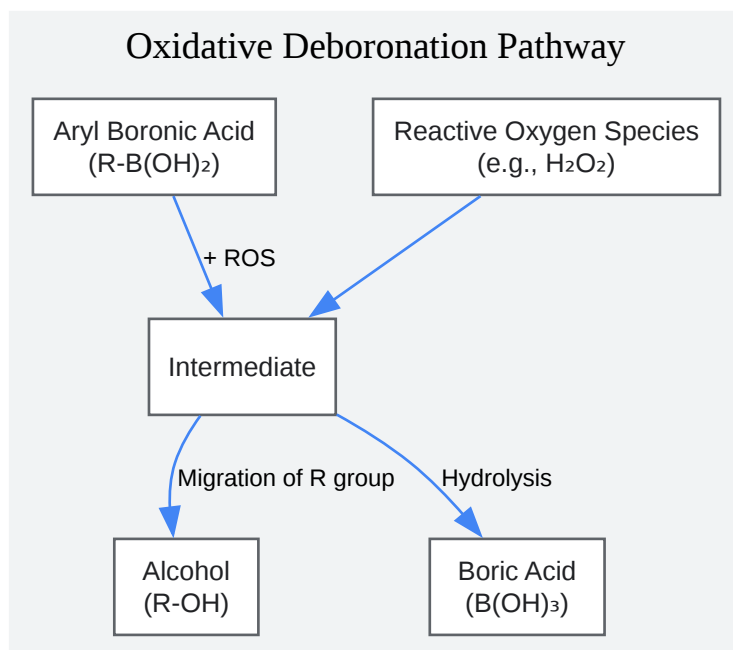 Oxidative Deboronation Pathway
Aryl Boronic Acid
(R-B(OH)₂)
Reactive Oxygen Species
(e.g., H₂O₂)
+ ROS
Intermediate
Migration of R group
Hydrolysis
Alcohol
(R-OH)
Boric Acid
(B(OH)₃)